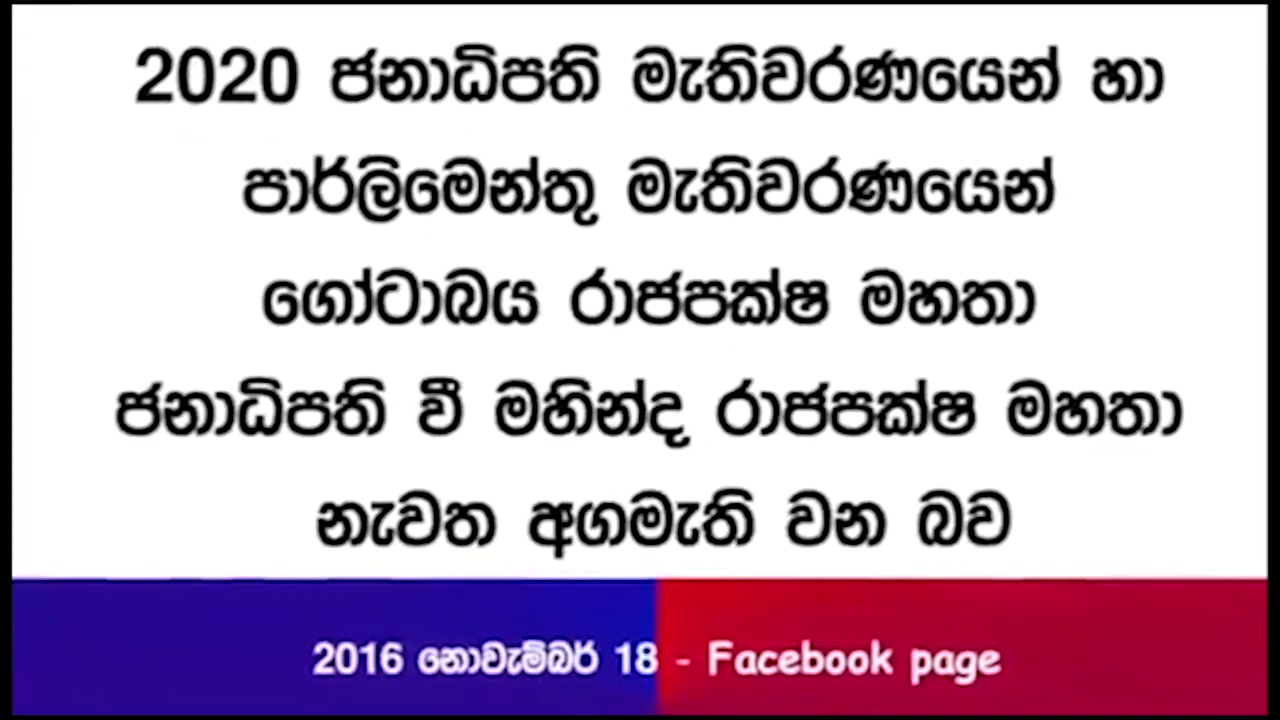 2020 ජනාධිපති මැතිවරණයෙන් හා
පාර්ලිමෙන්තු මැතිවරණයෙන්
ගෝටාබය රාජපක්ෂ මහතා
ජනාධිපති වී මහින්ද රාජපක්ෂ මහතා
නැවත අගමැති වන බව
2016 නොවැම්බර් 18 - Facebook page